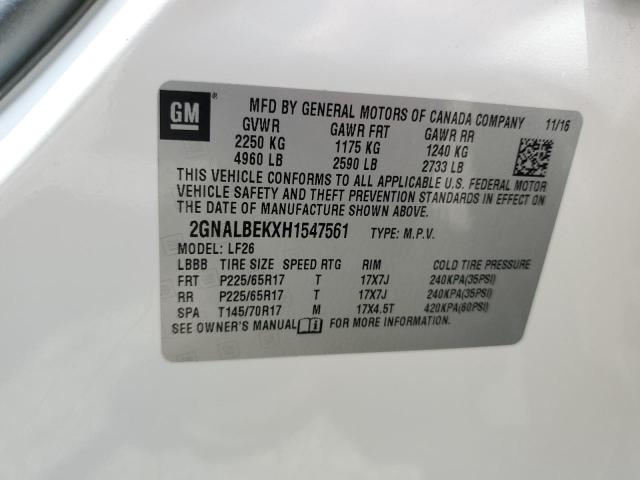 GM ®
MFD BY GENERAL MOTORS OF CANADA COMPANY 11/16
GVWR GAWR FRT GAWR RR
2250 KG 1175 KG 1240 KG
4960 LB 2590 LB 2733 LB
THIS VEHICLE CONFORMS TO ALL APPLICABLE U.S. FEDERAL MOTOR
VEHICLE SAFETY AND THEFT PREVENTION STANDARDS IN EFFECT ON
THE DATE OF MANUFACTURE SHOWN ABOVE.
2GNALBEKXH1547561 TYPE: M.P.V.
MODEL: LF26
LBBB TIRE SIZE SPEED RTG RIM COLD TIRE PRESSURE
FRT P225/65R17 T 17X7J 240KPA(35PSI)
RR P225/65R17 T 17X7J 240KPA(35PSI)
SPA T145/70R17 M 17X4.5T 420KPA(60PSI)
SEE OWNER'S MANUAL FOR MORE INFORMATION.